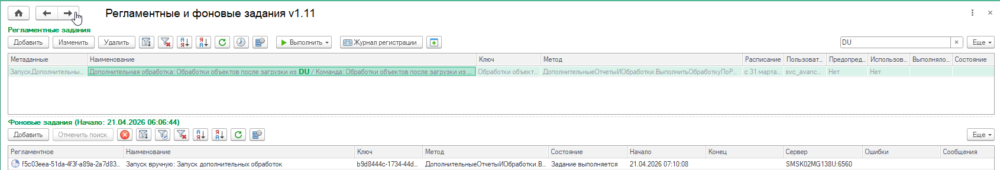 Регламентные и фоновые задания v1.11
Регламентные задания
Добавить Изменить Удалить Выполнить Журнал регистрации DU × Еще
Метаданные Наименование Ключ Метод Расписание Пользоват... Предопред... Использов... Выполняло... Состояние
Запуск Дополнительны... Дополнительная обработка: Обработки объектов после загрузки из DU / Команда: Обработки объектов после загрузки из ... Обработки объект... ДополнительныеОтчетыИОбработки.ВыполнитьОбработкуПоР... с 31 марта... svc_avanc... Нет Нет
Фоновые задания (Начало: 21.04.2026 06:06:44)
Добавить Отменить поиск Еще
Регламентное Наименование Ключ Метод Состояние Начало Конец Сервер Ошибки Сообщения
f5c03eea-51da-4f3f-a89a-2a7d83... Запуск вручную: Запуск дополнительных обработок b9d8444c-1734-44d... ДополнительныеОтчетыИОбработки.В... Задание выполняется 21.04.2026 07:10:08 SMSK02MG138U:6560